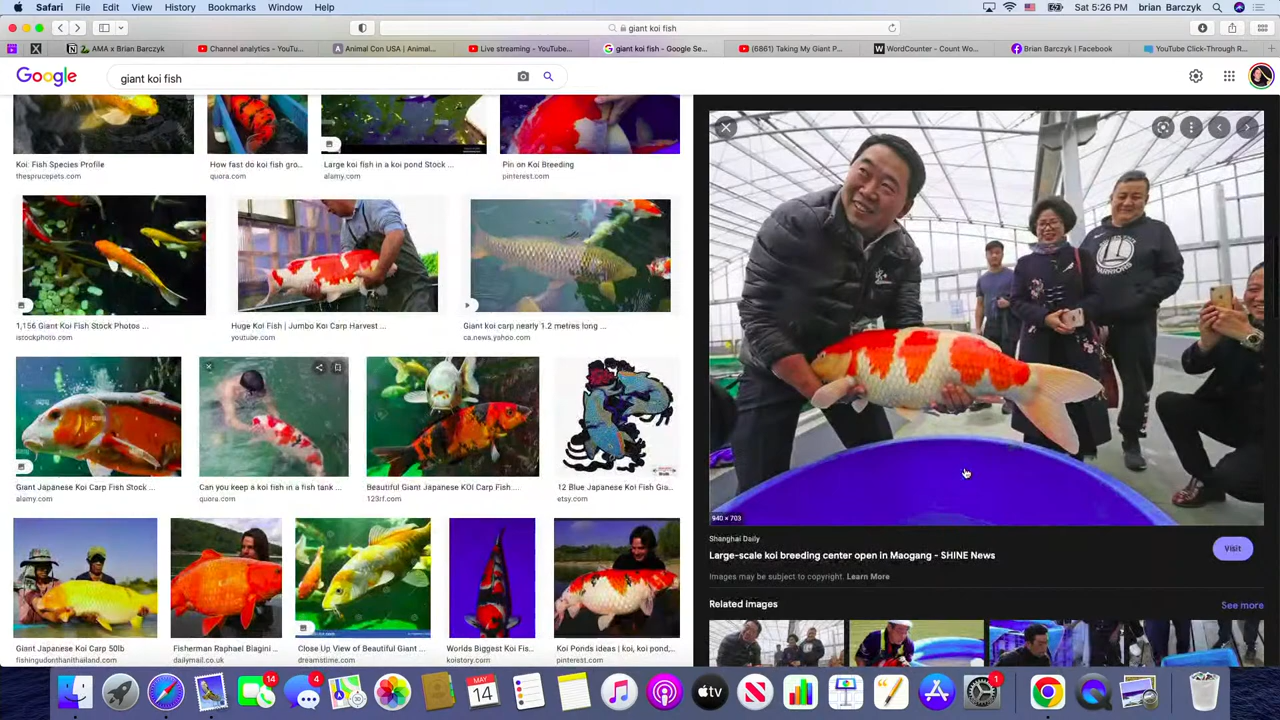 Safari File Edit View History Bookmarks Window Help
Sat 5:26 PM brian Barczyk
giant koi fish
AMA x Brian Barczyk
Channel analytics - YouTu...
Animal Con USA | Animal...
Live streaming - YouTube...
giant koi fish - Google Se...
(6861) Taking My Giant P...
WordCounter - Count Wo...
Brian Barczyk | Facebook
YouTube Click-Through R...
Google
giant koi fish
Koi: Fish Species Profile
thesprucepets.com
How fast do koi fish gro...
quora.com
Large koi fish in a koi pond Stock ...
alamy.com
Pin on Koi Breeding
pinterest.com
1,156 Giant Koi Fish Stock Photos ...
istockphoto.com
Huge Koi Fish | Jumbo Koi Carp Harvest ...
youtube.com
Giant koi carp nearly 1.2 metres long ...
ca.news.yahoo.com
Giant Japanese Koi Carp Fish Stock ...
alamy.com
Can you keep a koi fish in a fish tank ...
quora.com
Beautiful Giant Japanese KOI Carp Fish ...
123rf.com
12 Blue Japanese Koi Fish Gia...
etsy.com
Giant Japanese Koi Carp 50lb
fishingudonthanithailand.com
Fisherman Raphael Biagini ...
dailymail.co.uk
Close Up View of Beautiful Giant ...
dreamstime.com
Worlds Biggest Koi Fis...
koistory.com
Koi Ponds ideas | koi, koi pond,...
pinterest.com
WARRIORS
940 × 703
Shanghai Daily
Large-scale koi breeding center open in Maogang - SHINE News
Visit
Images may be subject to copyright. Learn More
Related images
See more
14
4
MAY
14
tv
1